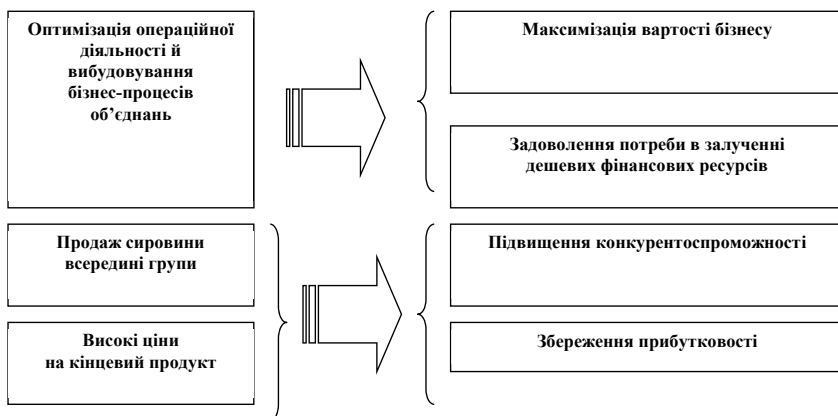 Оптимізація операційної
діяльності й
вибудовування
бізнес-процесів
об’єднань
Максимізація вартості бізнесу
Задоволення потреби в залученні
дешевих фінансових ресурсів
Продаж сировини
всередині групи
Високі ціни
на кінцевий продукт
Підвищення конкурентоспроможності
Збереження прибутковості